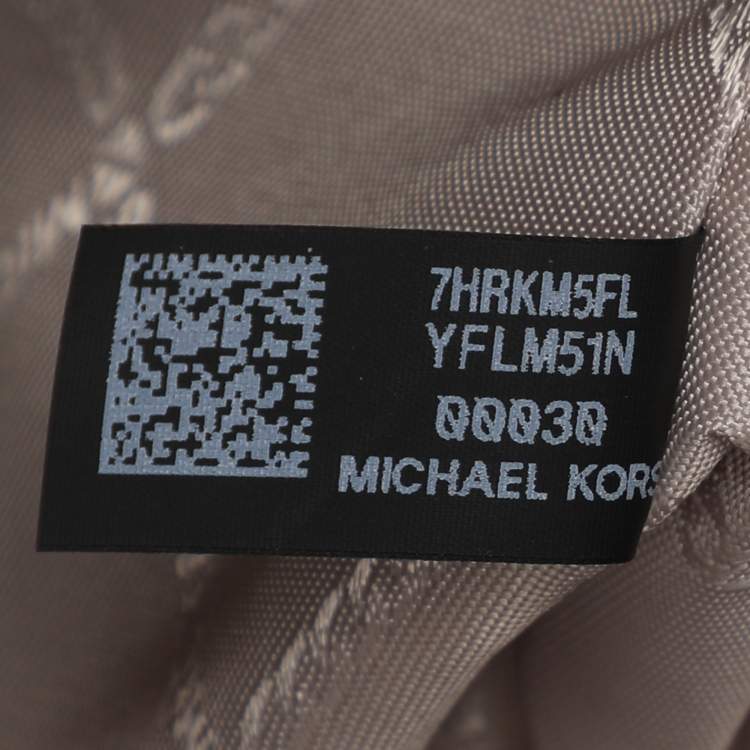 7HRKM5FL
YFLM51N
00030
MICHAEL KORS